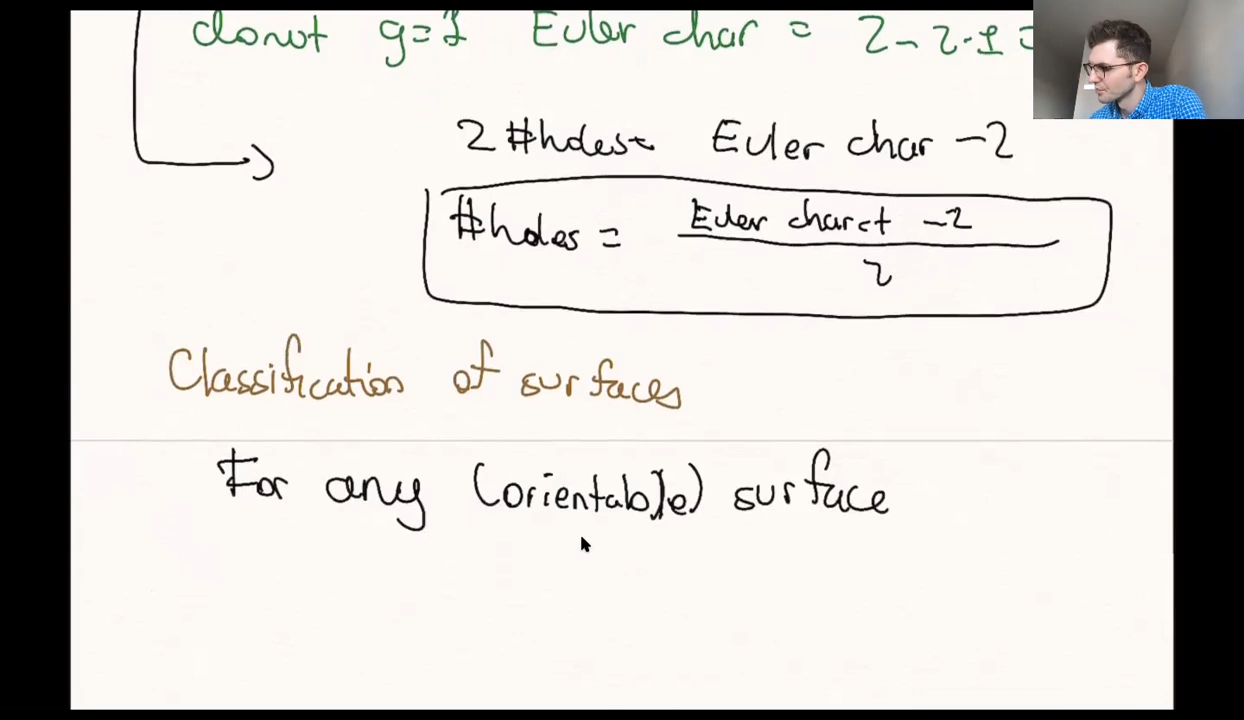 donut g=1 Euler char = 2-2·1=
2 #holes= Euler char -2
#holes = Euler charct -2
2
Classification of surfaces
For any (orientable) surface